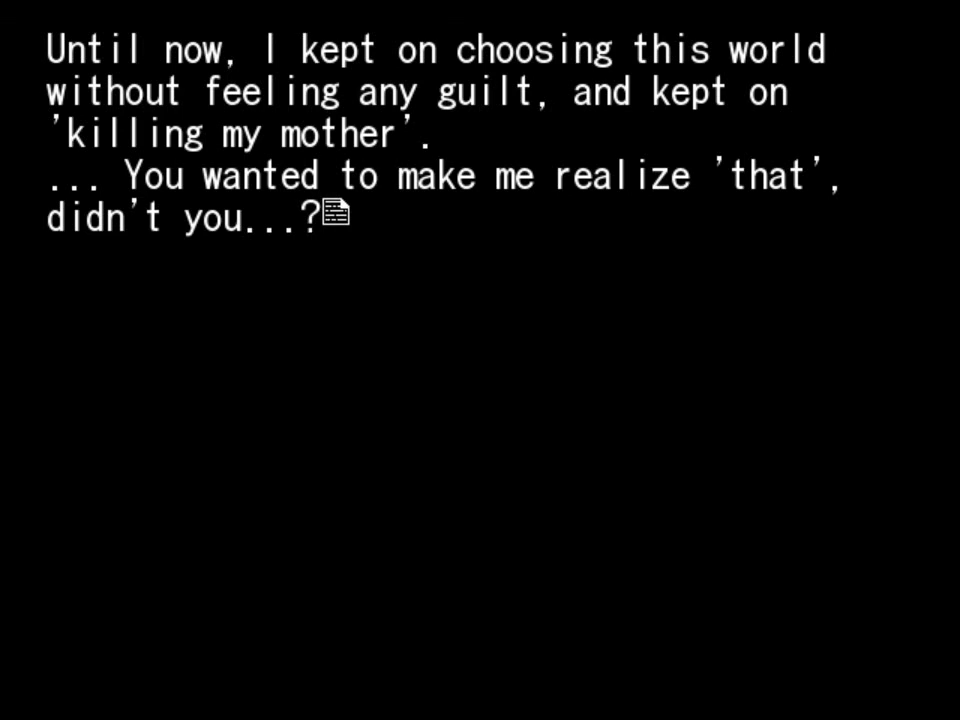 Until now, I kept on choosing this world
without feeling any guilt, and kept on
'killing my mother'.
... You wanted to make me realize 'that',
didn't you...?